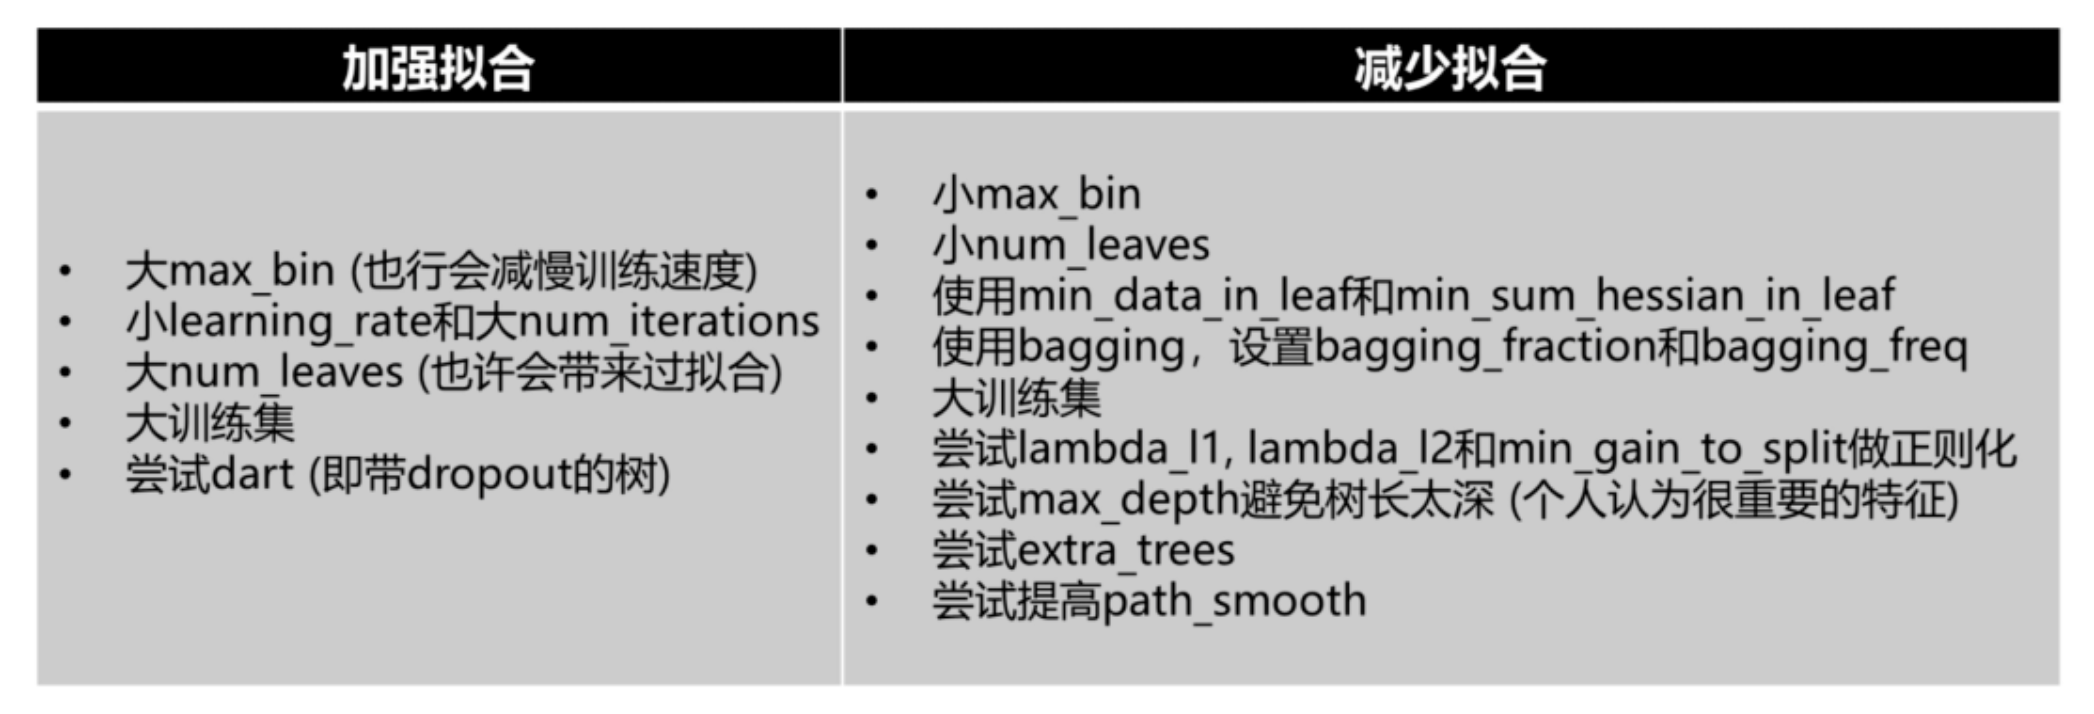 加强拟合
减少拟合
• 大max_bin (也行会减慢训练速度)
• 小learning_rate和大num_iterations
• 大num_leaves (也许会带来过拟合)
• 大训练集
• 尝试dart (即带dropout的树)
• 小max_bin
• 小num_leaves
• 使用min_data_in_leaf和min_sum_hessian_in_leaf
• 使用bagging，设置bagging_fraction和bagging_freq
• 大训练集
• 尝试lambda_l1, lambda_l2和min_gain_to_split做正则化
• 尝试max_depth避免树长太深 (个人认为很重要的特征)
• 尝试extra_trees
• 尝试提高path_smooth